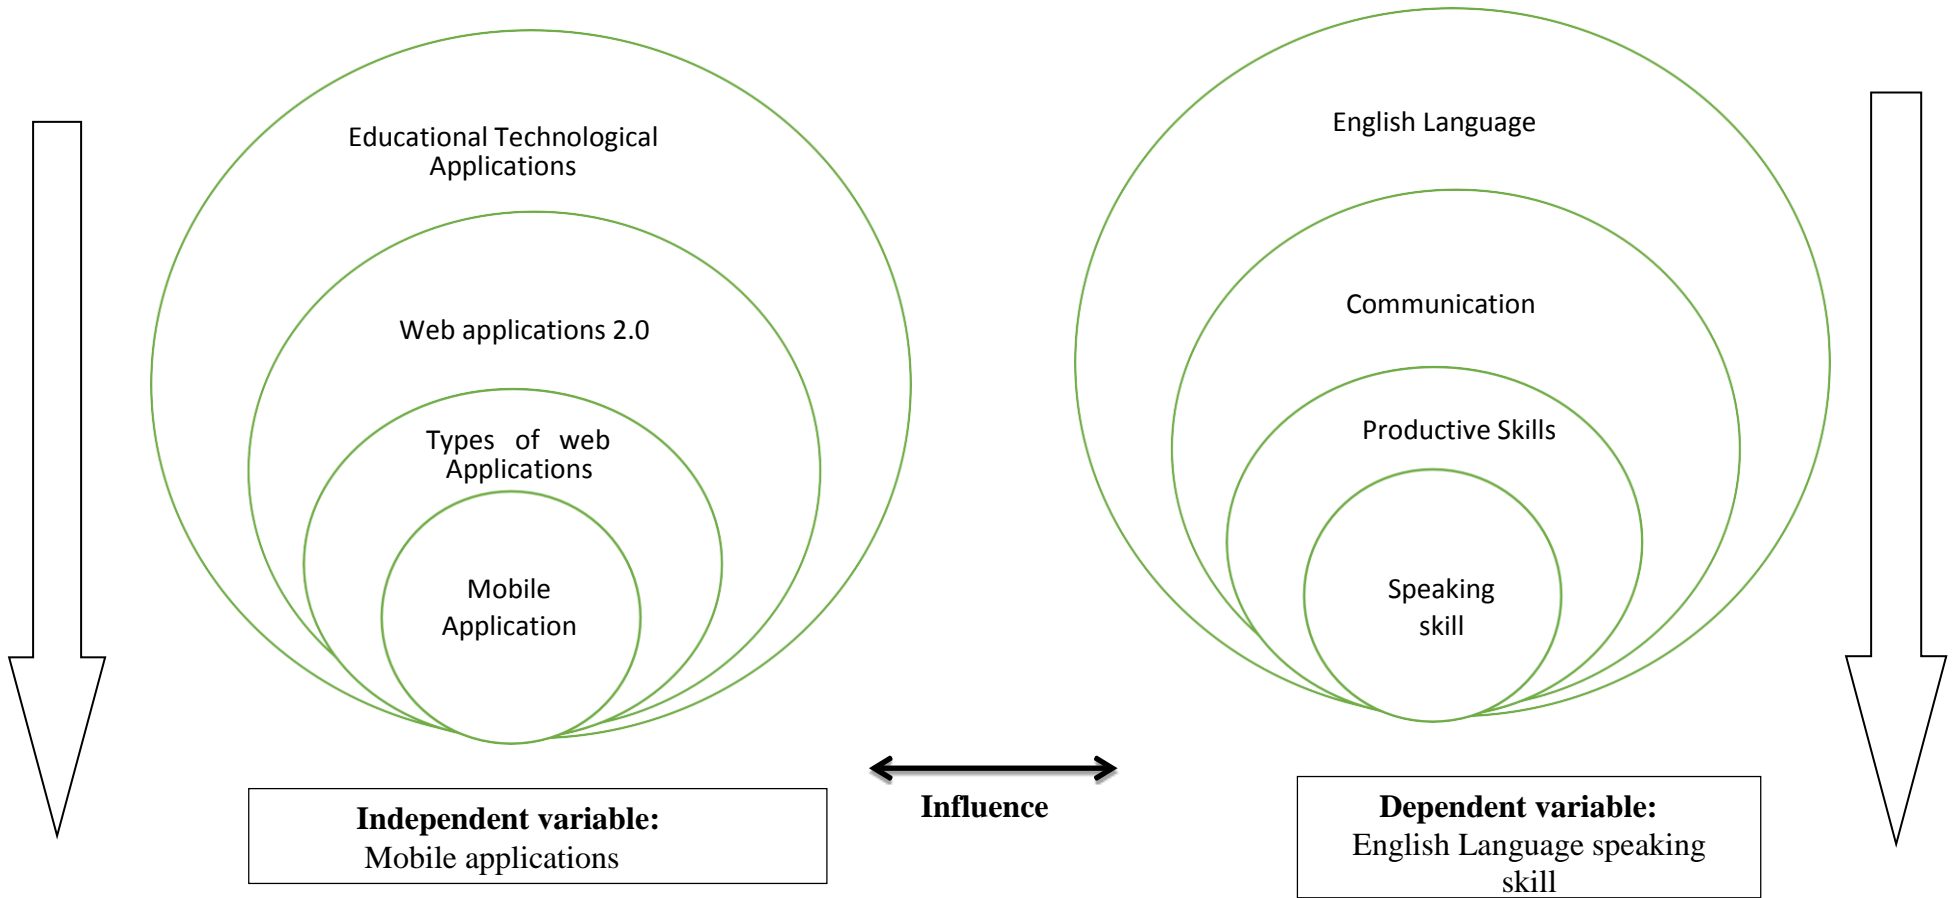 Educational Technological
Applications
Web applications 2.0
Types of web
Applications
Mobile
Application
English Language
Communication
Productive Skills
Speaking
skill
Influence
Independent variable:
Mobile applications
Dependent variable:
English Language speaking
skill